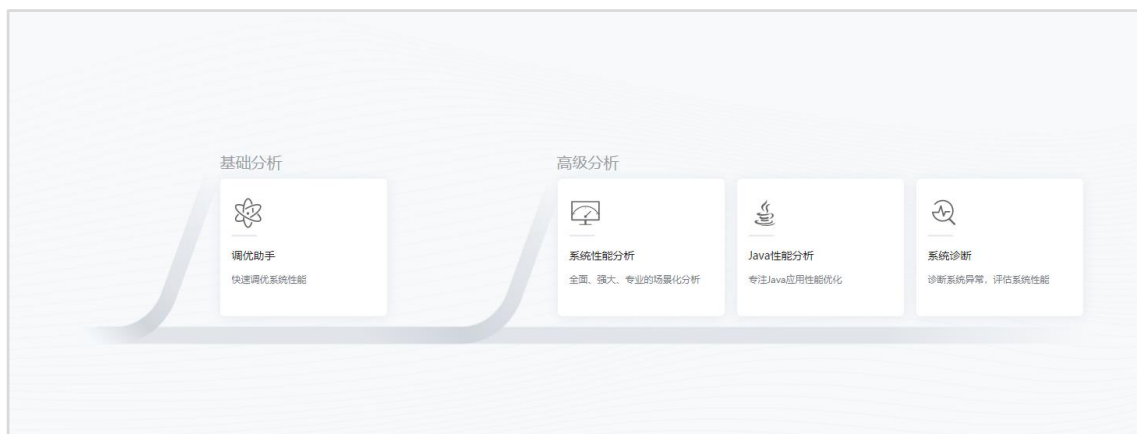 基础分析
调优助手
快速调优系统性能
高级分析
系统性能分析
全面、强大、专业的场景化分析
Java性能分析
专注Java应用性能优化
系统诊断
诊断系统异常，评估系统性能